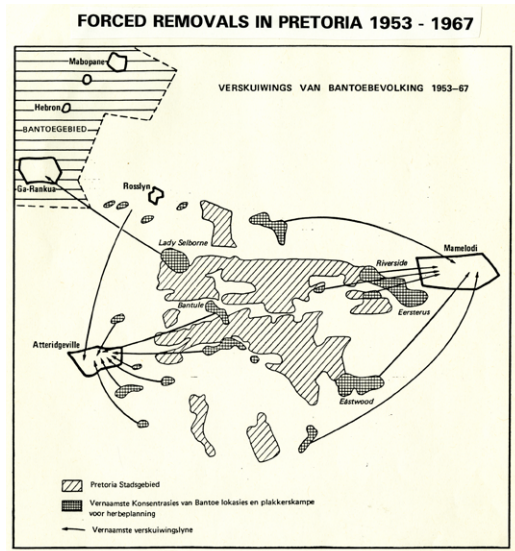 FORCED REMOVALS IN PRETORIA 1953 - 1967
VERSKUIWINGS VAN BANTOEBEVOLKING 1953–67
Mabopane
Hebron
BANTOEGEBIED
Ga-Rankua
Rosslyn
Lady Selborne
Mamelodi
Riverside
Bantule
Eersterus
Atteridgeville
Eastwood
Pretoria Stadsgebied
Vernaamste Konsentrasies van Bantoe lokasies en plakkerskampe
voor herbeplanning
Vernaamste verskuiwingslyne